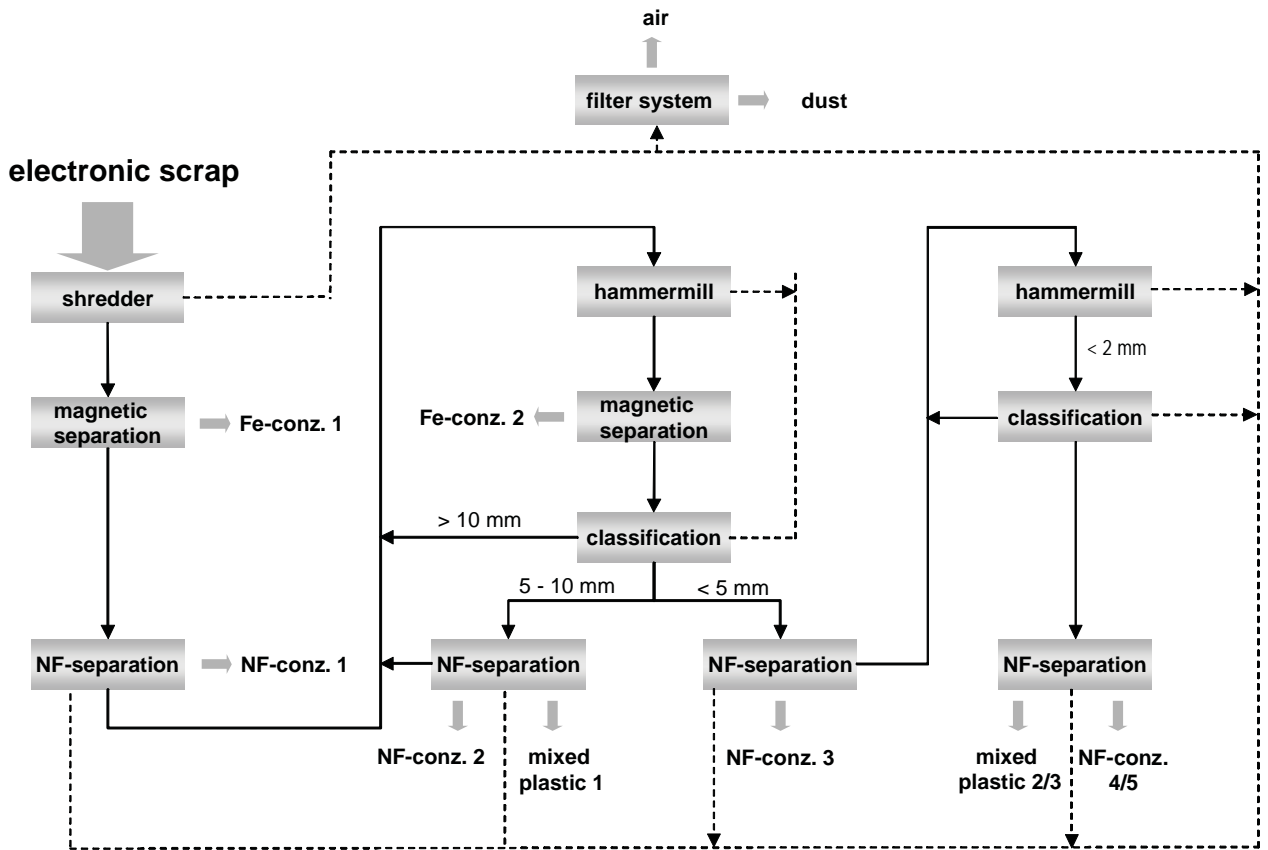 air
filter system
dust
electronic scrap
shredder
hammermill
hammermill
< 2 mm
magnetic
separation
Fe-conz. 1
Fe-conz. 2
magnetic
separation
classification
> 10 mm
classification
5 - 10 mm
< 5 mm
NF-separation
NF-conz. 1
NF-separation
NF-separation
NF-separation
NF-conz. 2
mixed
plastic 1
NF-conz. 3
mixed
plastic 2/3
NF-conz.
4/5